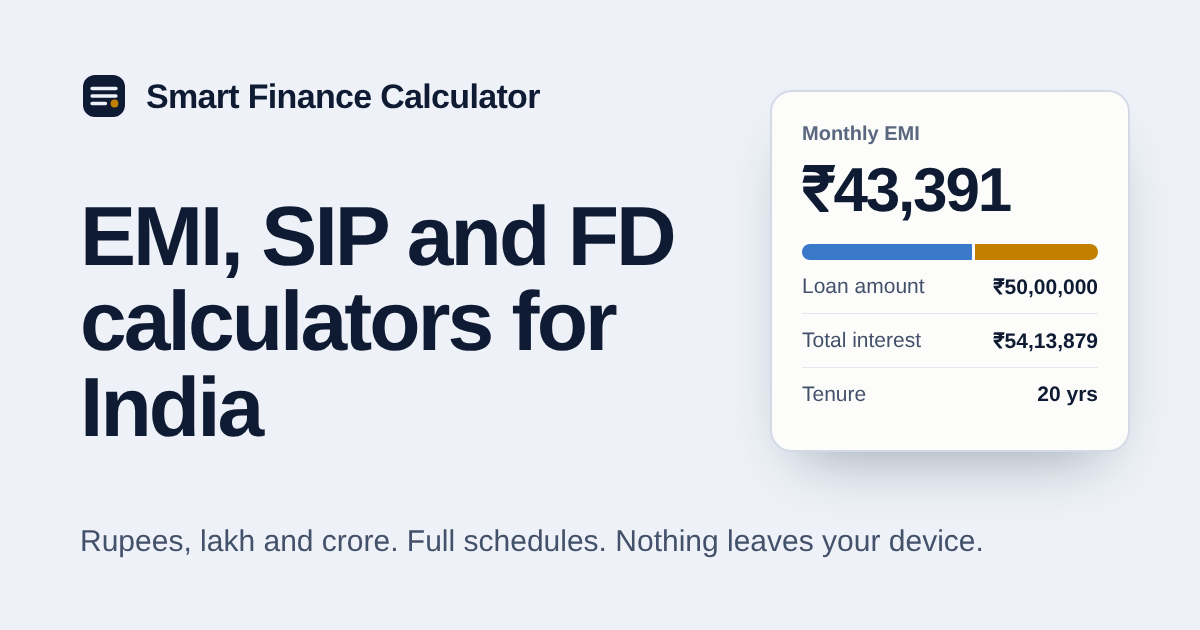 Smart Finance Calculator
EMI, SIP and FD
calculators for
India
Monthly EMI
₹43,391
Loan amount ₹50,00,000
Total interest ₹54,13,879
Tenure 20 yrs
Rupees, lakh and crore. Full schedules. Nothing leaves your device.